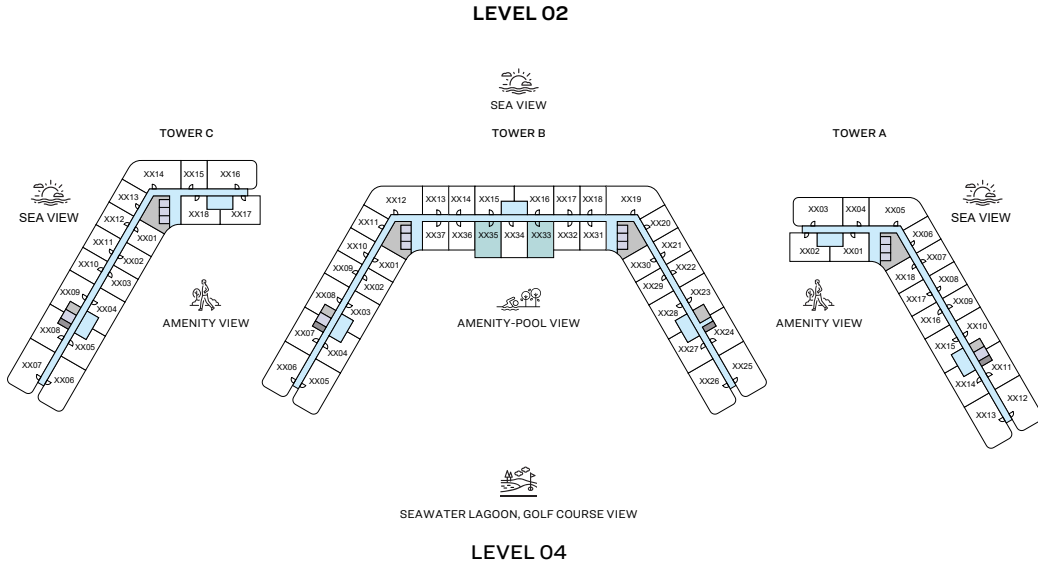 LEVEL 02
SEA VIEW
TOWER C
TOWER B
TOWER A
SEA VIEW
SEA VIEW
XX14
XX15
XX16
XX13
XX12
XX18
XX17
XX11
XX01
XX10
XX02
XX09
XX03
XX04
XX08
XX05
XX07
XX06
AMENITY VIEW
XX12
XX13
XX14
XX15
XX16
XX17
XX18
XX19
XX11
XX37
XX36
XX35
XX34
XX33
XX32
XX31
XX20
XX10
XX01
XX30
XX21
XX09
XX02
XX29
XX22
XX08
XX03
XX28
XX23
XX07
XX04
XX27
XX24
XX06
XX05
XX26
XX25
AMENITY-POOL VIEW
XX03
XX04
XX05
XX02
XX01
XX06
XX07
XX18
XX08
XX17
XX09
XX16
XX10
XX15
XX11
XX14
XX12
XX13
AMENITY VIEW
SEAWATER LAGOON, GOLF COURSE VIEW
LEVEL 04